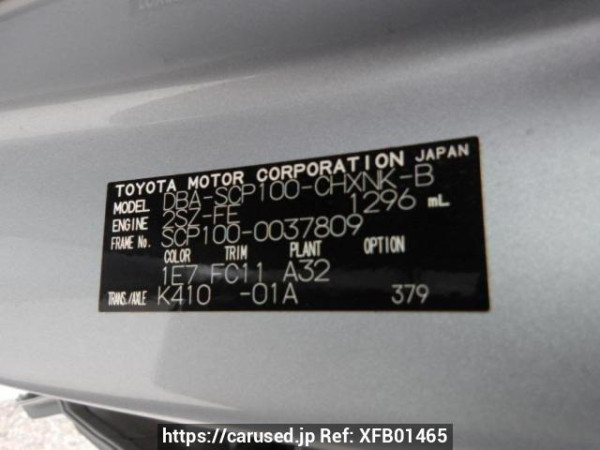 TOYOTA MOTOR CORPORATION JAPAN
MODEL DBA-SCP100-CHXNK-B
ENGINE 2SZ-FE 1296 mL
FRAME No. SCP100-0037809
COLOR TRIM PLANT OPTION
1E7 FC11 A32
TRANS./AXLE K410 -01A 379
https://carused.jp Ref: XFB01465